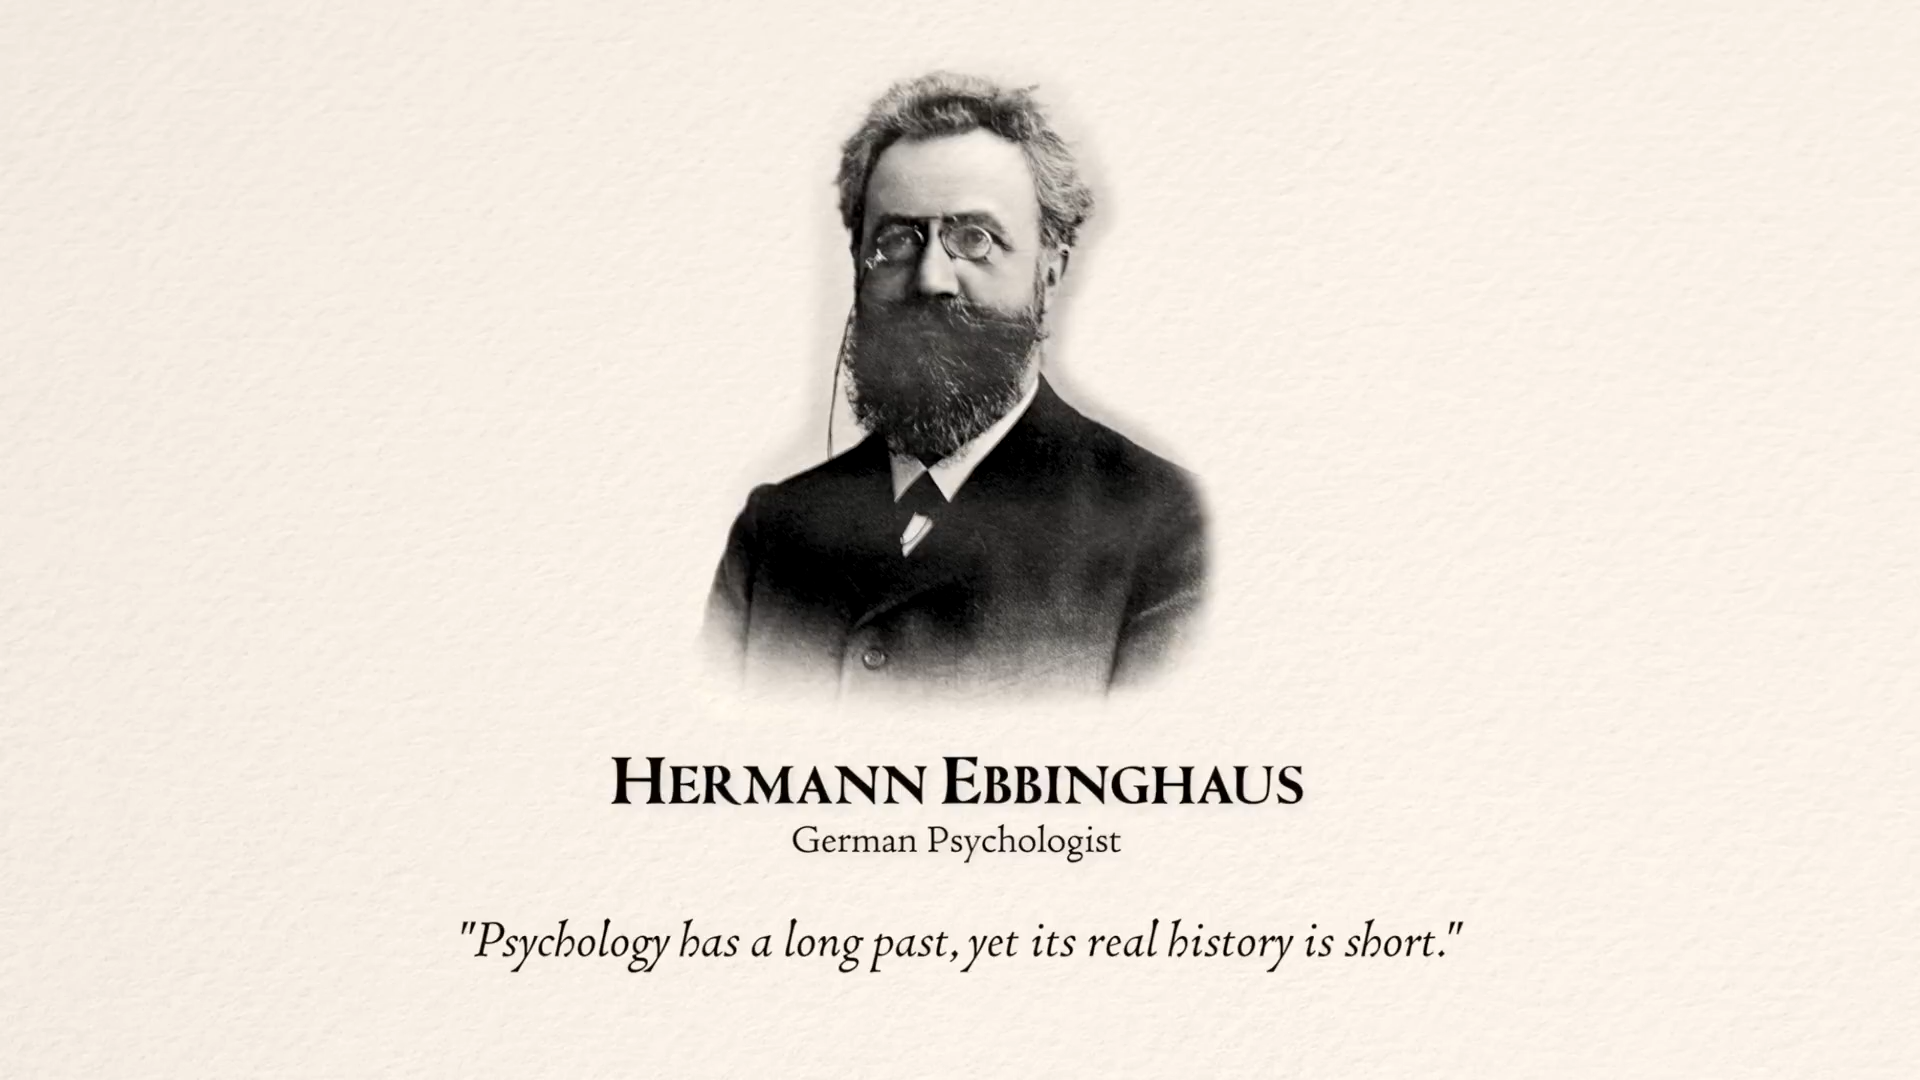 HERMANN EBBINGHAUS
German Psychologist
"Psychology has a long past, yet its real history is short."